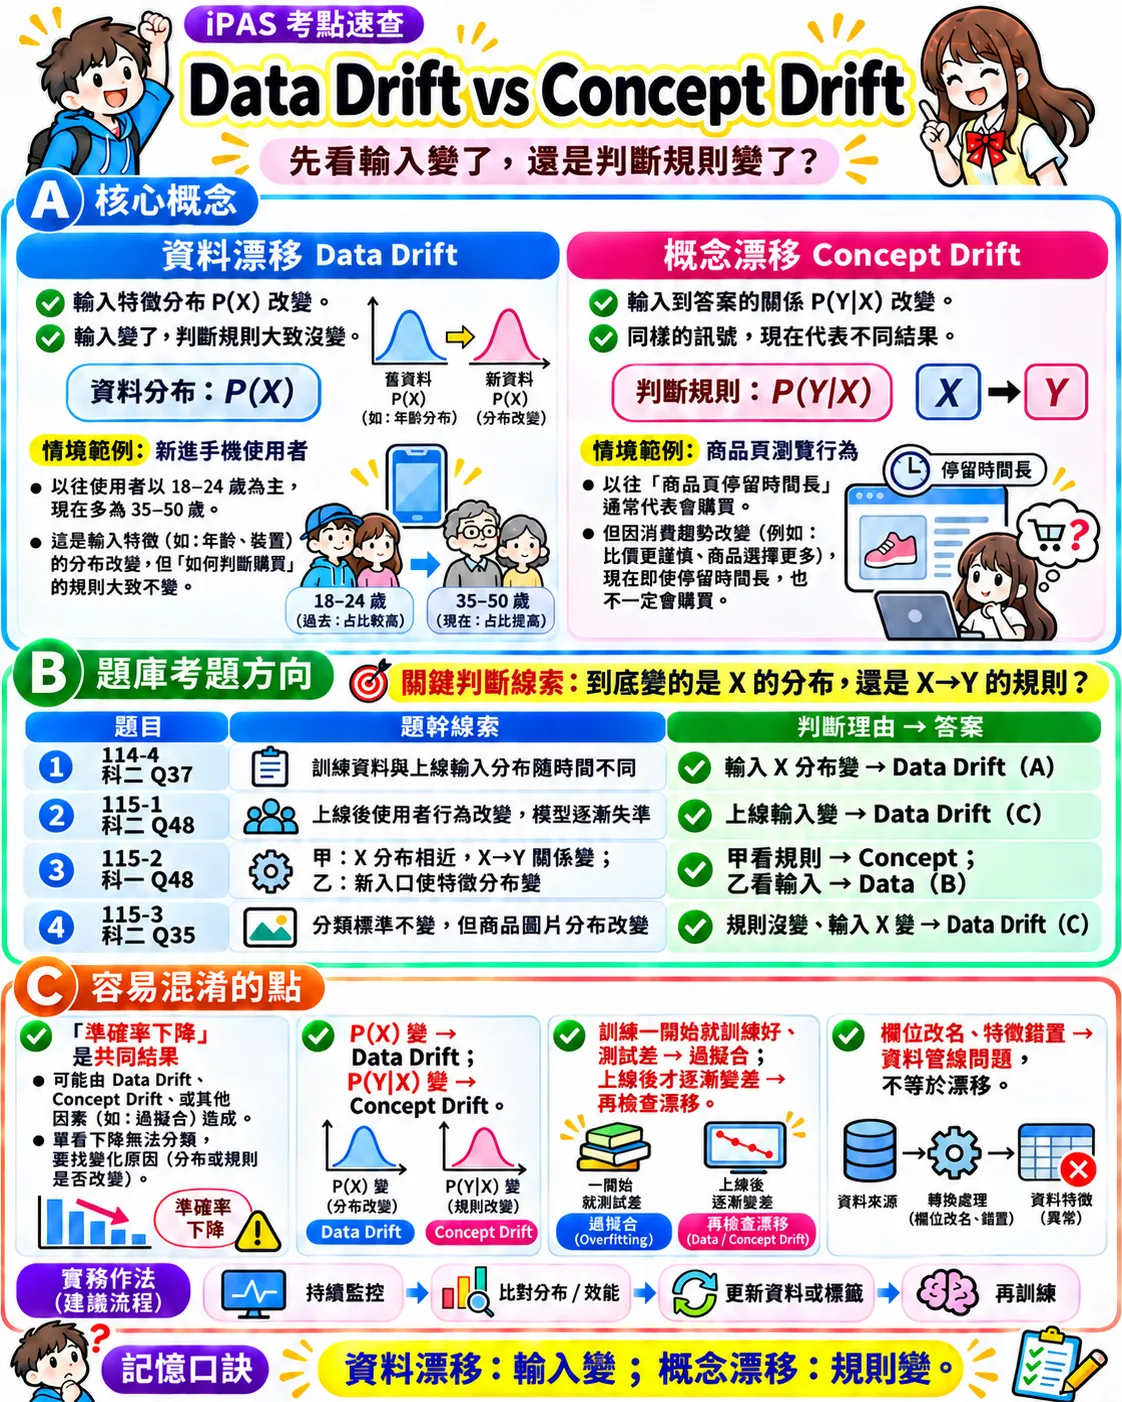 iPAS 考點速查
Data Drift vs Concept Drift
先看輸入變了，還是判斷規則變了？
A 核心概念
資料漂移 Data Drift
輸入特徵分布 P(X) 改變。
輸入變了，判斷規則大致沒變。
資料分布：P(X)
舊資料
P(X)
(如：年齡分布)
新資料
P(X)
(分布改變)
情境範例：新進手機使用者
以往使用者以 18–24 歲為主，
現在多為 35–50 歲。
這是輸入特徵（如：年齡、裝置）
的分布改變，但「如何判斷購買」
的規則大致不變。
18–24 歲
(過去：占比較高)
35–50 歲
(現在：占比提高)
概念漂移 Concept Drift
輸入到答案的關係 P(Y|X) 改變。
同樣的訊號，現在代表不同結果。
判斷規則：P(Y|X)
X → Y
情境範例：商品頁瀏覽行為
以往「商品頁停留時間長」
通常代表會購買。
但因消費趨勢改變（例如：
比價更謹慎、商品選擇更多），
現在即使停留時間長，也
不一定會購買。
停留時間長
?
B 題庫考題方向
關鍵判斷線索：到底變的是 X 的分布，還是 X→Y 的規則？
題目
題幹線索
判斷理由 → 答案
1
114-4
科二 Q37
訓練資料與上線輸入分布隨時間不同
輸入 X 分布變 → Data Drift（A）
2
115-1
科二 Q48
上線後使用者行為改變，模型逐漸失準
上線輸入變 → Data Drift（C）
3
115-2
科一 Q48
甲：X 分布相近，X→Y 關係變；
乙：新入口使特徵分布變
甲看規則 → Concept；
乙看輸入 → Data（B）
4
115-3
科二 Q35
分類標準不變，但商品圖片分布改變
規則沒變、輸入 X 變 → Data Drift（C）
C 容易混淆的點
「準確率下降」
是共同結果
可能由 Data Drift、
Concept Drift、或其他
因素（如：過擬合）造成。
單看下降無法分類，
要找變化原因（分布或規則
是否改變）。
準確率
下降
!
P(X) 變 →
Data Drift；
P(Y|X) 變 →
Concept Drift。
P(X) 變
(分布改變)
Data Drift
P(Y|X) 變
(規則改變)
Concept Drift
訓練一開始就訓練好、
測試差 → 過擬合；
上線後才逐漸變差 →
再檢查漂移。
一開始
就測試差
過擬合
(Overfitting)
上線後
逐漸變差
再檢查漂移
(Data / Concept Drift)
欄位改名、特徵錯置 →
資料管線問題，
不等於漂移。
資料來源
轉換處理
(欄位改名、錯置)
資料特徵
(異常)
實務作法
（建議流程）
持續監控
比對分布 / 效能
更新資料或標籤
再訓練
?
記憶口訣
資料漂移：輸入變；概念漂移：規則變。